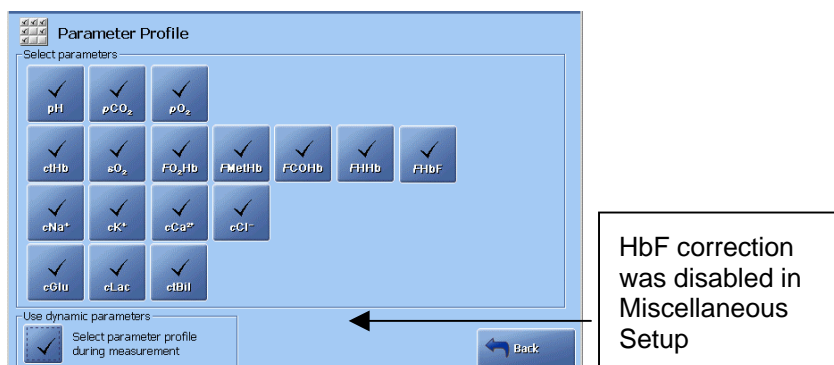 Parameter Profile
Select parameters
pH pCO₂ pO₂
ctHb sO₂ FO₂Hb FMetHb FCOHb FHHb FHbF
cNa⁺ cK⁺ cCa²⁺ cCl⁻
cGlu cLac ctBil
Use dynamic parameters
Select parameter profile
during measurement
Back
HbF correction
was disabled in
Miscellaneous
Setup